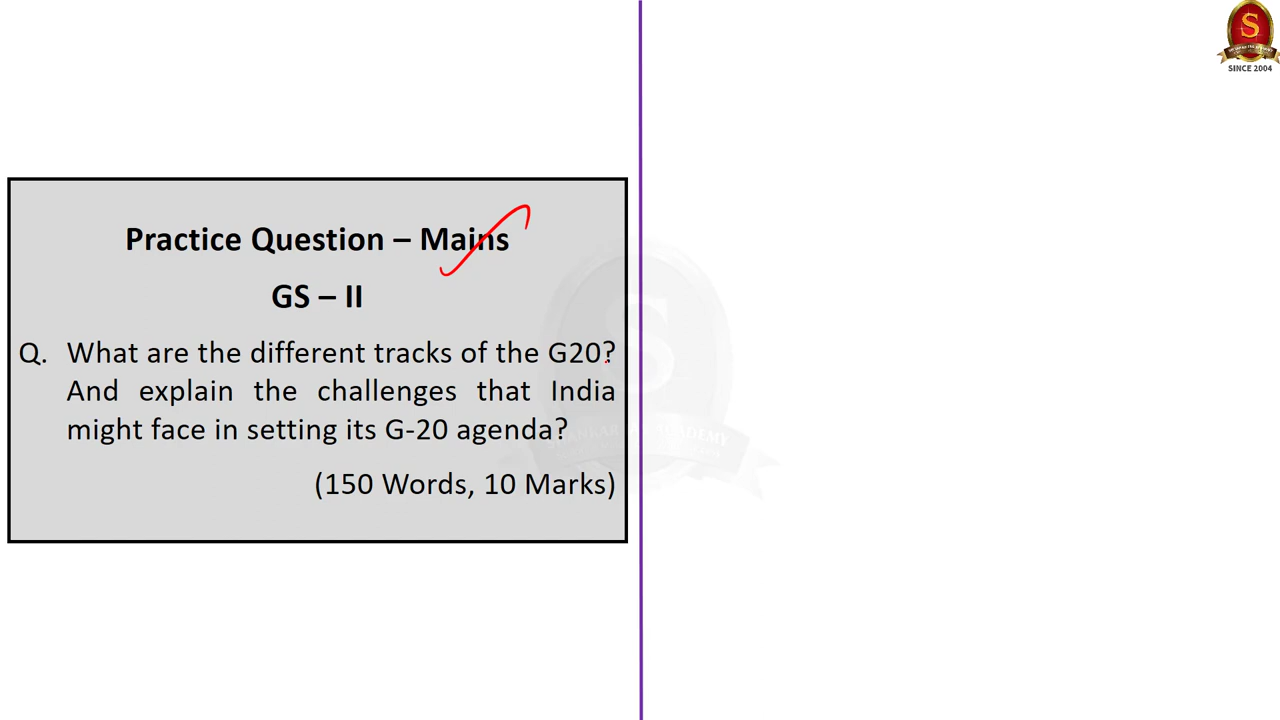 SINCE 2004
Practice Question – Mains
GS – II
Q. What are the different tracks of the G20?
And explain the challenges that India
might face in setting its G-20 agenda?
(150 Words, 10 Marks)